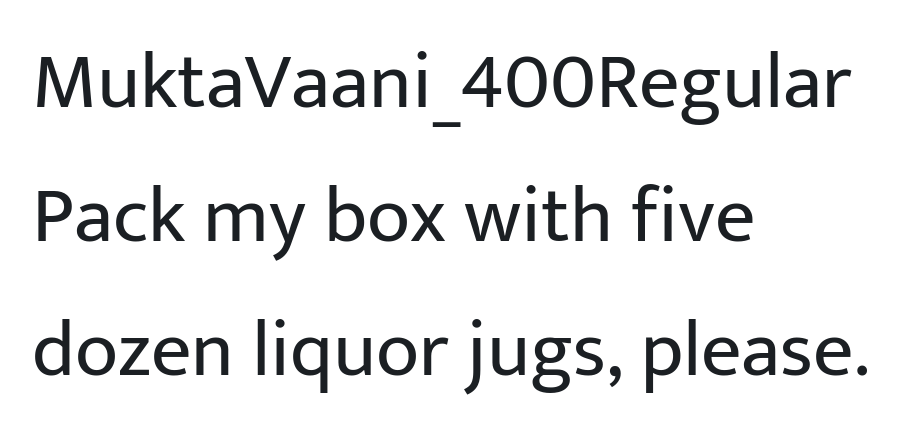 MuktaVaani_400Regular
Pack my box with five
dozen liquor jugs, please.